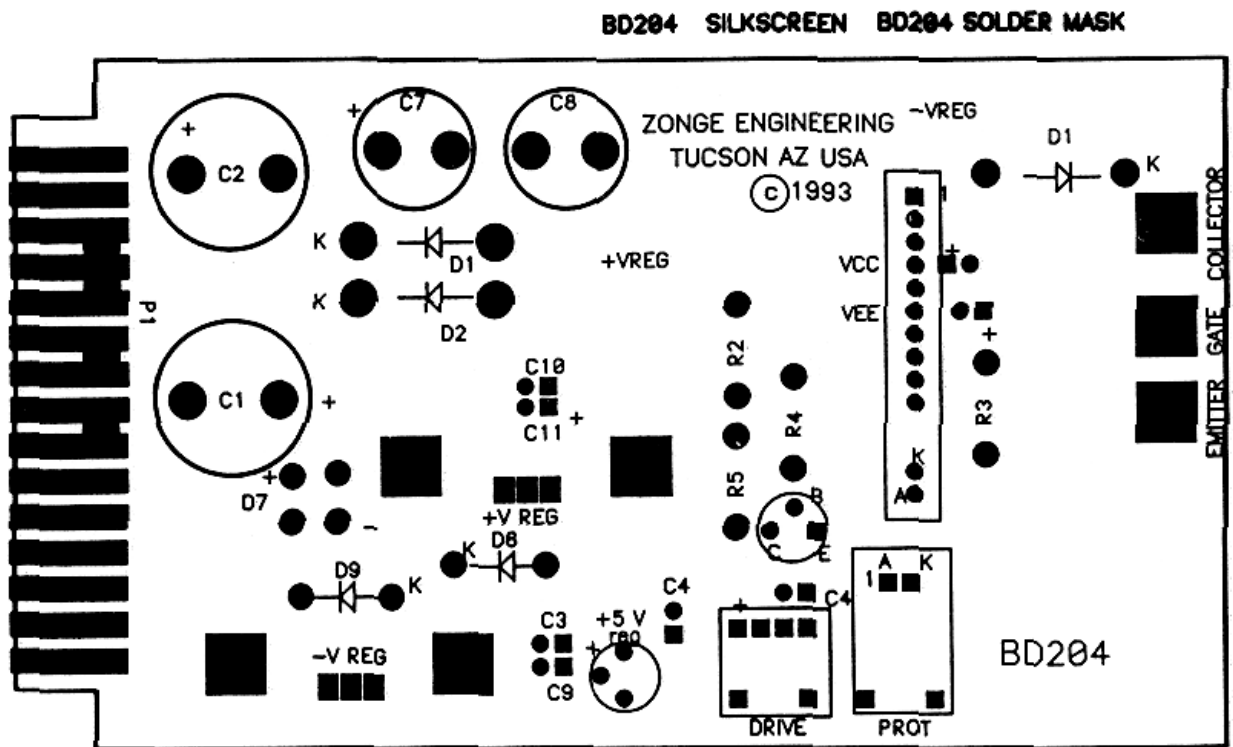 BD204 SILKSCREEN BD204 SOLDER MASK
C7
C8
ZONGE ENGINEERING
TUCSON AZ USA
© 1993
-VREG
D1
K
+
C2
+
K
D1
K
D2
+VREG
1
VCC
+
VEE
+
COLLECTOR
GATE
EMITTER
P1
C1
+
C10
C11
+
R2
R4
R3
R5
K
A
+
D7
-
+V REG
B
C
E
K
D8
D9
K
C4
C4
+
A
K
1
C3
+5 V
reg
+
C9
-V REG
BD204
DRIVE
PROT